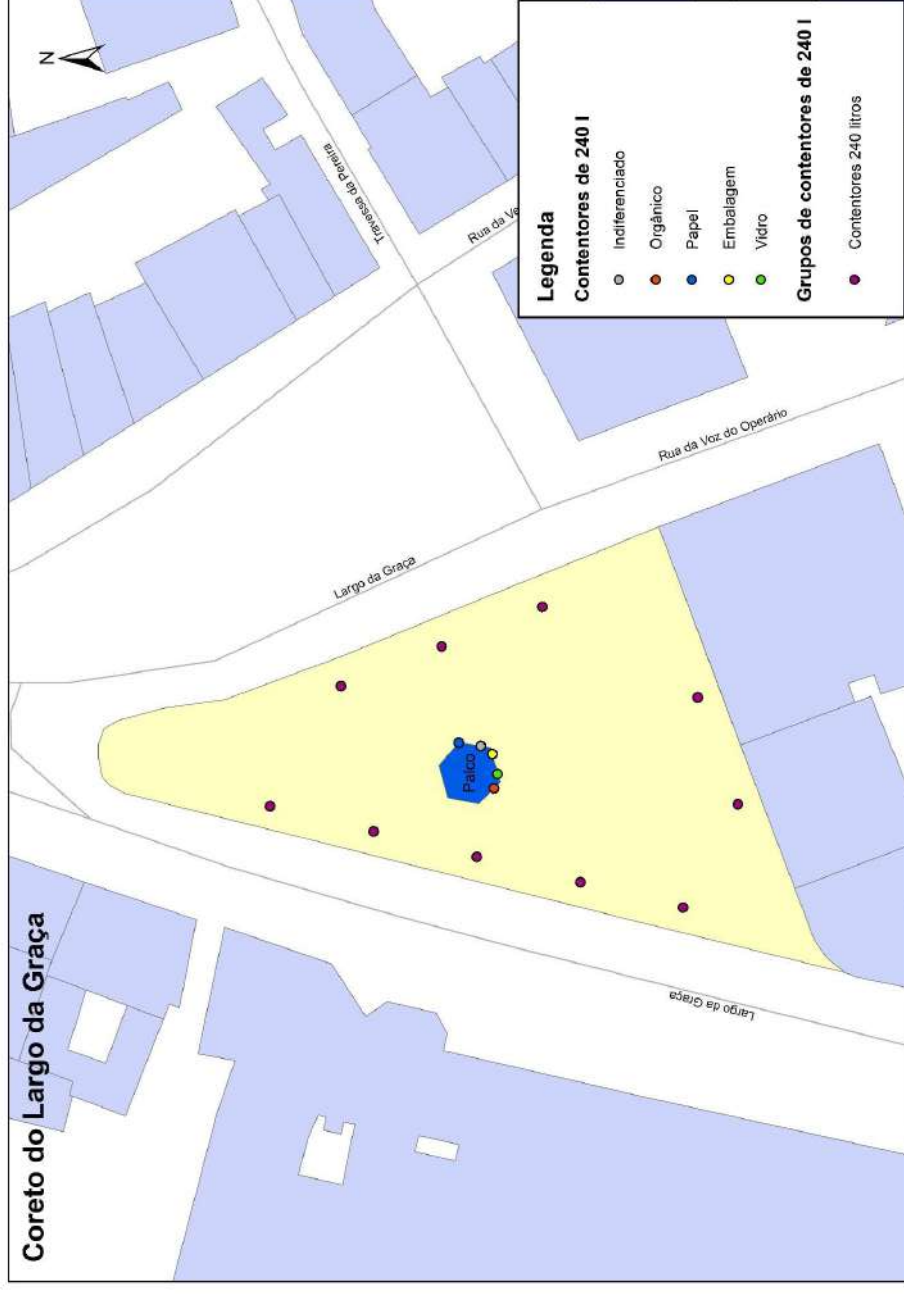 Coreto do Largo da Graça
N
Travessa da Pereira
Rua da Ve
Largo da Graça
Rua da Voz do Operário
Palco
Largo da Graça
Legenda
Contentores de 240 l
Indiferenciado
Orgânico
Papel
Embalagem
Vidro
Grupos de contentores de 240 l
Contentores 240 litros